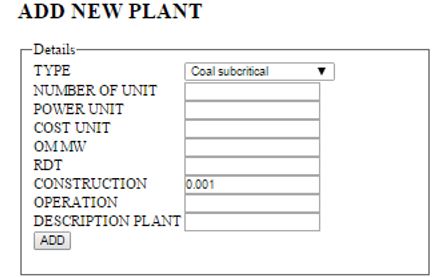 ADD NEW PLANT
Details
TYPE Coal subcritical
NUMBER OF UNIT
POWER UNIT
COST UNIT
OM MW
RDT
CONSTRUCTION 0.001
OPERATION
DESCRIPTION PLANT
ADD